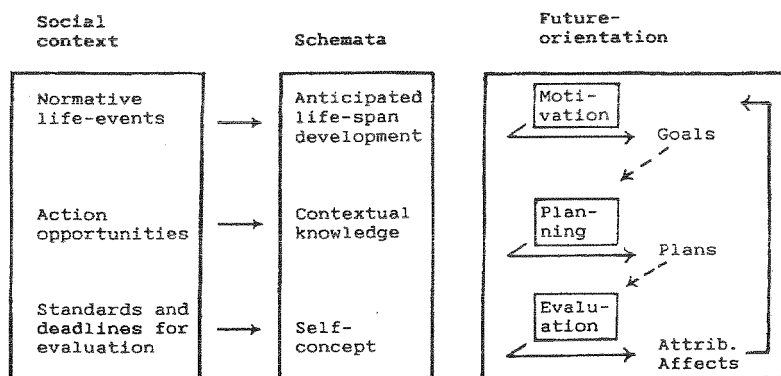 Social
context
Schemata
Future-
orientation
Normative
life-events
Anticipated
life-span
development
Moti-
vation
Goals
Action
opportunities
Contextual
knowledge
Plan-
ning
Plans
Standards and
deadlines for
evaluation
Self-
concept
Evalu-
ation
Attrib.
Affects